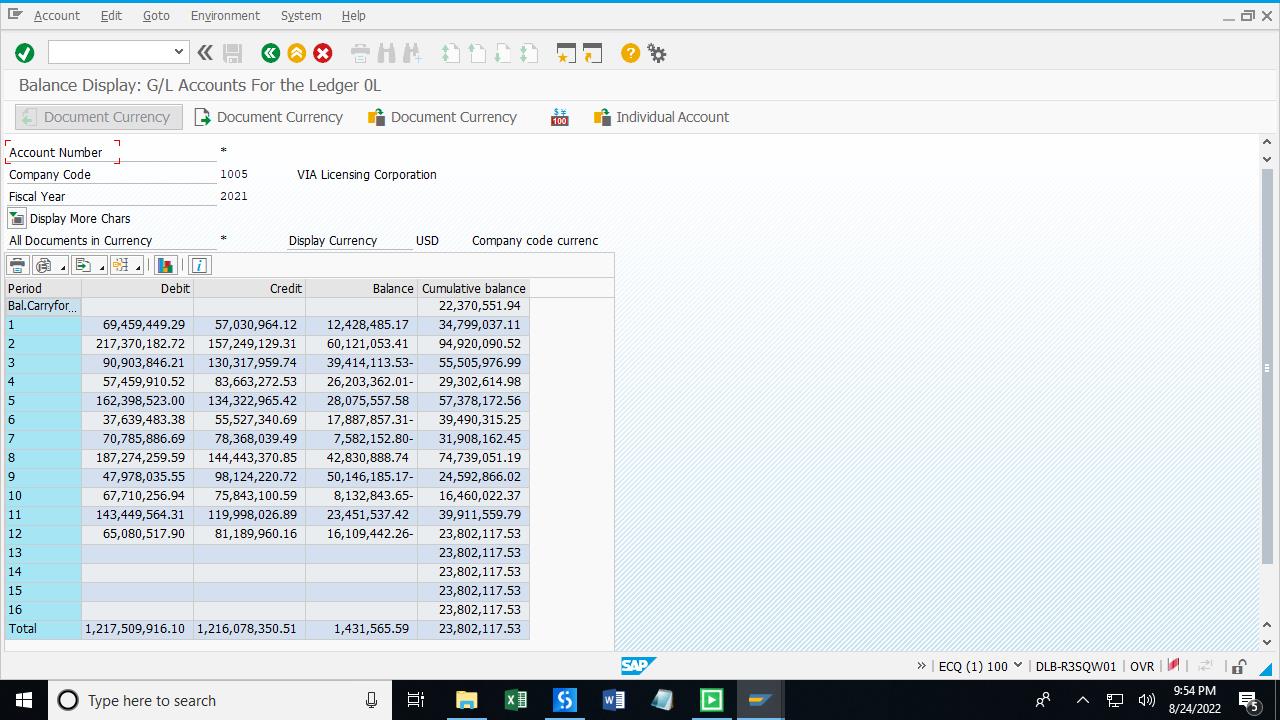 Account Edit Goto Environment System Help
Balance Display: G/L Accounts For the Ledger 0L
Document Currency Document Currency Document Currency Individual Account
Account Number *
Company Code 1005 VIA Licensing Corporation
Fiscal Year 2021
Display More Chars
All Documents in Currency * Display Currency USD Company code currenc
Period Debit Credit Balance Cumulative balance
Bal.Carryfor... 22,370,551.94
1 69,459,449.29 57,030,964.12 12,428,485.17 34,799,037.11
2 217,370,182.72 157,249,129.31 60,121,053.41 94,920,090.52
3 90,903,846.21 130,317,959.74 39,414,113.53- 55,505,976.99
4 57,459,910.52 83,663,272.53 26,203,362.01- 29,302,614.98
5 162,398,523.00 134,322,965.42 28,075,557.58 57,378,172.56
6 37,639,483.38 55,527,340.69 17,887,857.31- 39,490,315.25
7 70,785,886.69 78,368,039.49 7,582,152.80- 31,908,162.45
8 187,274,259.59 144,443,370.85 42,830,888.74 74,739,051.19
9 47,978,035.55 98,124,220.72 50,146,185.17- 24,592,866.02
10 67,710,256.94 75,843,100.59 8,132,843.65- 16,460,022.37
11 143,449,564.31 119,998,026.89 23,451,537.42 39,911,559.79
12 65,080,517.90 81,189,960.16 16,109,442.26- 23,802,117.53
13 23,802,117.53
14 23,802,117.53
15 23,802,117.53
16 23,802,117.53
Total 1,217,509,916.10 1,216,078,350.51 1,431,565.59 23,802,117.53
SAP ECQ (1) 100 DLB-R35QW01 OVR
Type here to search 9:54 PM
8/24/2022 5